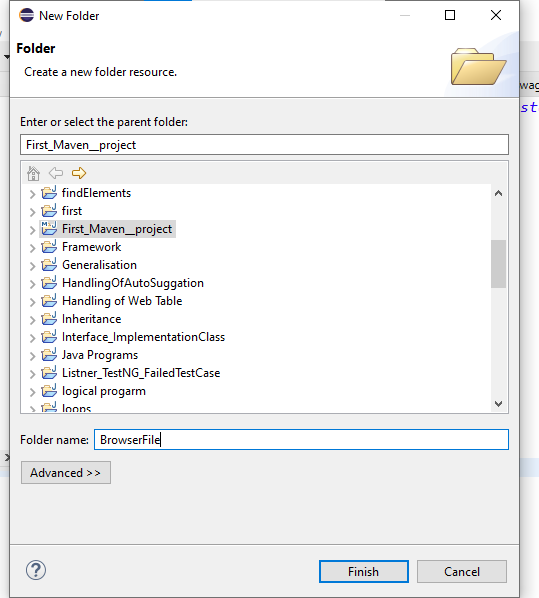 New Folder
Folder
Create a new folder resource.
Enter or select the parent folder:
First_Maven__project
findElements
first
First_Maven__project
Framework
Generalisation
HandlingOfAutoSuggation
Handling of Web Table
Inheritance
Interface_ImplementationClass
Java Programs
Listner_TestNG_FailedTestCase
logical progarm
loops
Folder name: BrowserFile
Advanced >>
Finish Cancel